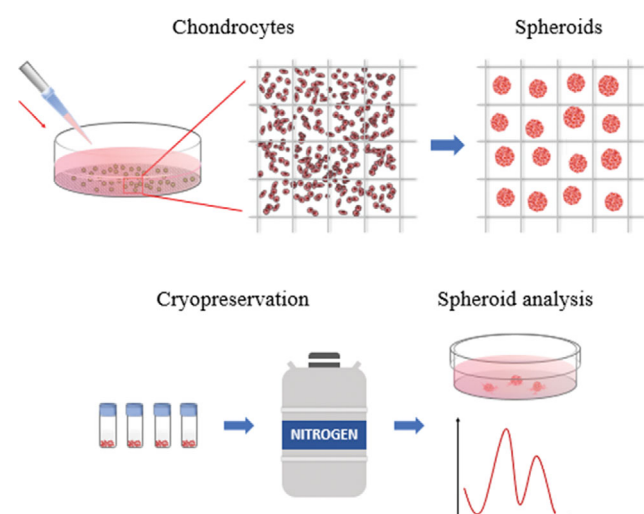 Chondrocytes
Spheroids
Cryopreservation
Spheroid analysis
NITROGEN